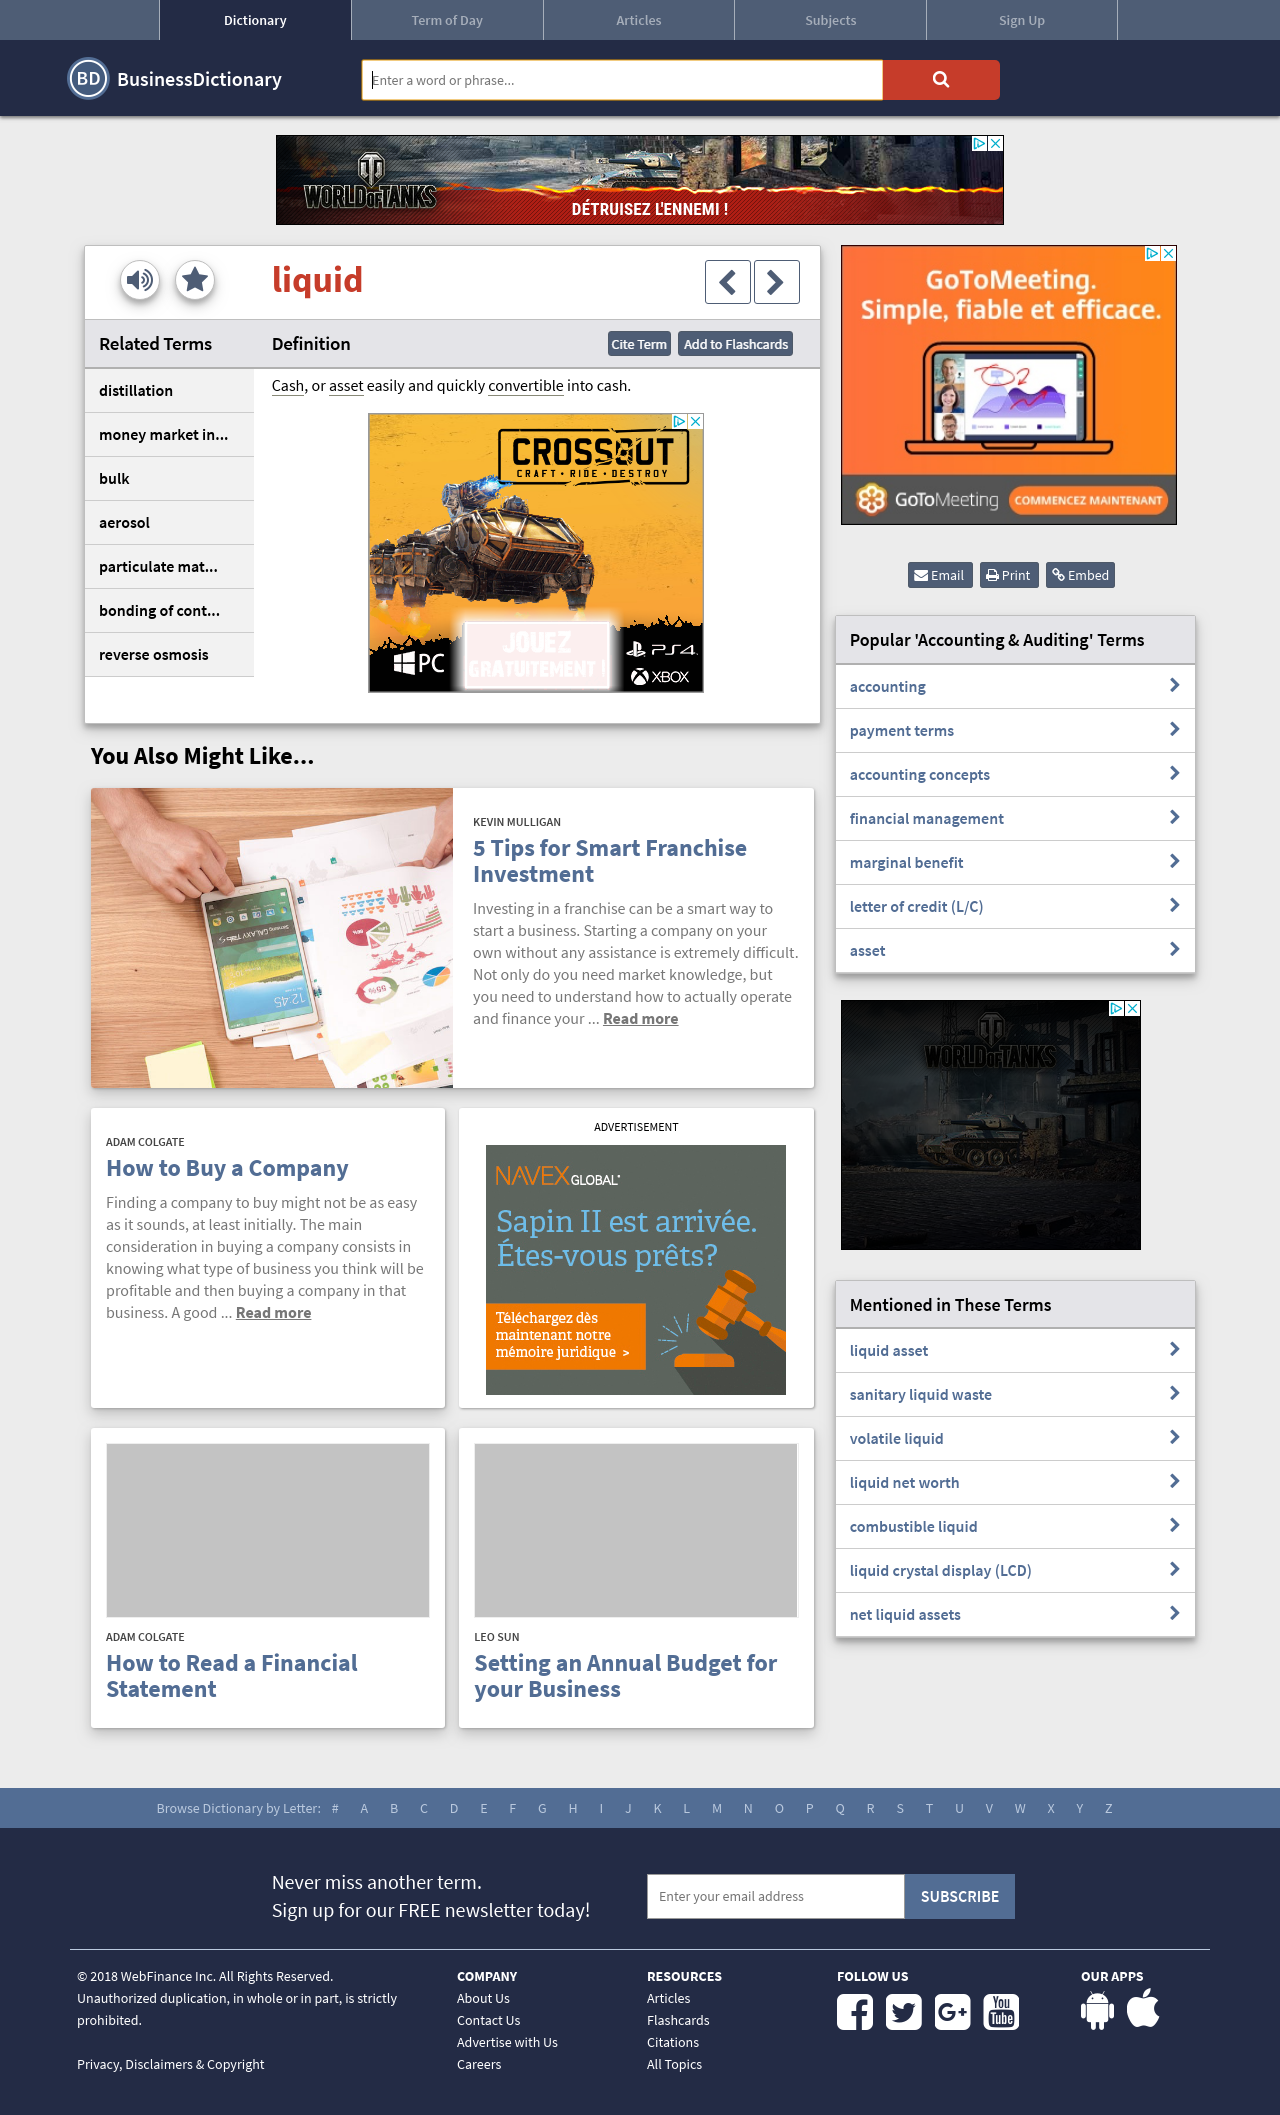 Dictionary
Term of Day
Articles
Subjects
Sign Up
BD BusinessDictionary
Enter a word or phrase...
WORLD OF TANKS
DÉTRUISEZ L'ENNEMI !
liquid
Related Terms
Definition
Cite Term
Add to Flashcards
distillation
money market in...
bulk
aerosol
particulate mat...
bonding of cont...
reverse osmosis
Cash, or asset easily and quickly convertible into cash.
CROSSOUT
CRAFT • RIDE • DESTROY
JOUEZ
GRATUITEMENT !
PC
PS4
XBOX
GoToMeeting.
Simple, fiable et efficace.
GoToMeeting
COMMENCEZ MAINTENANT
Email
Print
Embed
Popular 'Accounting & Auditing' Terms
accounting
payment terms
accounting concepts
financial management
marginal benefit
letter of credit (L/C)
asset
You Also Might Like...
KEVIN MULLIGAN
5 Tips for Smart Franchise
Investment
Investing in a franchise can be a smart way to
start a business. Starting a company on your
own without any assistance is extremely difficult.
Not only do you need market knowledge, but
you need to understand how to actually operate
and finance your ... Read more
SAMSUNG GALAXY Tab S
12:45
55%
ADAM COLGATE
How to Buy a Company
Finding a company to buy might not be as easy
as it sounds, at least initially. The main
consideration in buying a company consists in
knowing what type of business you think will be
profitable and then buying a company in that
business. A good ... Read more
ADVERTISEMENT
NAVEX GLOBAL
Sapin II est arrivée.
Êtes-vous prêts?
Téléchargez dès
maintenant notre
mémoire juridique >
WORLD OF TANKS
Mentioned in These Terms
liquid asset
sanitary liquid waste
volatile liquid
liquid net worth
combustible liquid
liquid crystal display (LCD)
net liquid assets
ADAM COLGATE
How to Read a Financial
Statement
LEO SUN
Setting an Annual Budget for
your Business
Browse Dictionary by Letter: # A B C D E F G H I J K L M N O P Q R S T U V W X Y Z
Never miss another term.
Sign up for our FREE newsletter today!
Enter your email address
SUBSCRIBE
© 2018 WebFinance Inc. All Rights Reserved.
Unauthorized duplication, in whole or in part, is strictly
prohibited.
Privacy, Disclaimers & Copyright
COMPANY
About Us
Contact Us
Advertise with Us
Careers
RESOURCES
Articles
Flashcards
Citations
All Topics
FOLLOW US
You
Tube
OUR APPS